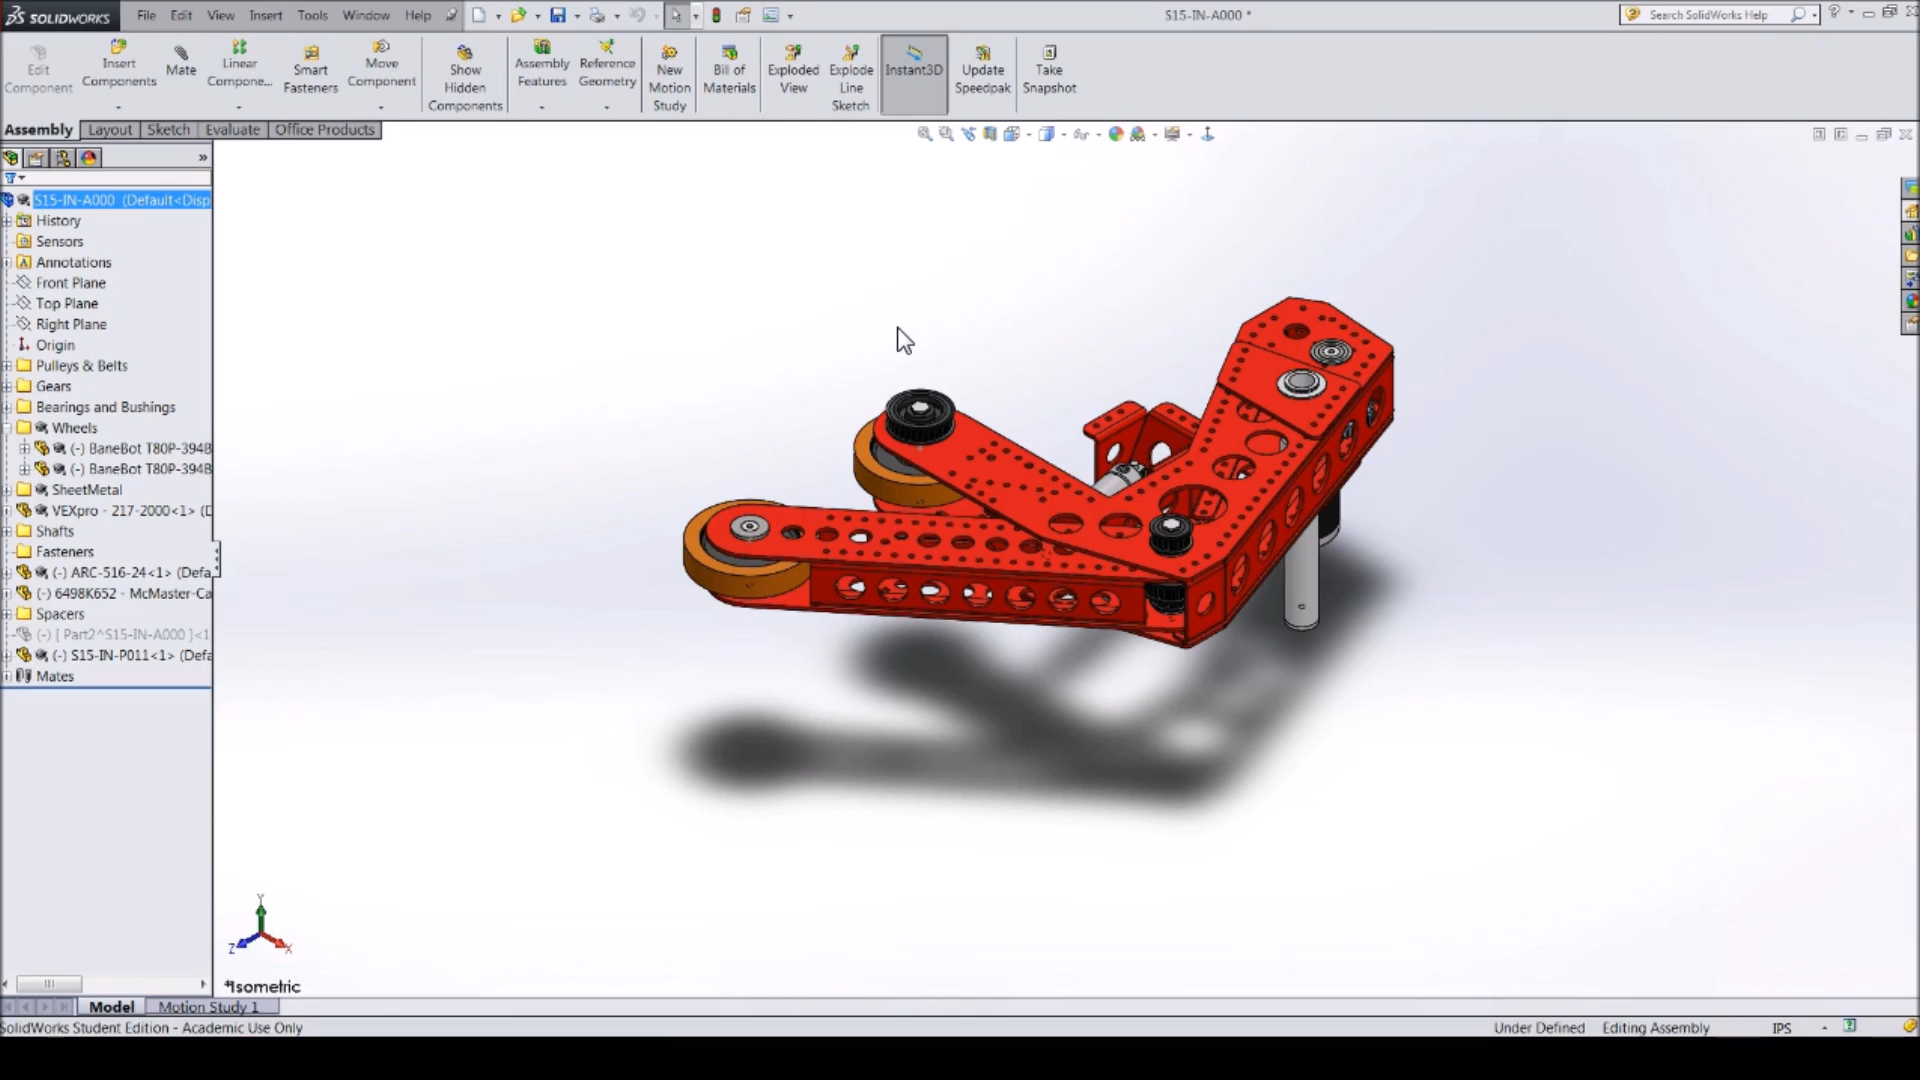 SOLIDWORKS File Edit View Insert Tools Window Help S15-IN-A000 * Search SolidWorks Help
Edit Component
Insert Components
Mate
Linear Compone...
Smart Fasteners
Move Component
Show Hidden Components
Assembly Features
Reference Geometry
New Motion Study
Bill of Materials
Exploded View
Explode Line Sketch
Instant3D
Update Speedpak
Take Snapshot
Assembly Layout Sketch Evaluate Office Products
S15-IN-A000 (Default<Disp
History
Sensors
Annotations
Front Plane
Top Plane
Right Plane
Origin
Pulleys & Belts
Gears
Bearings and Bushings
Wheels
(-) BaneBot T80P-394B
(-) BaneBot T80P-394B
SheetMetal
VEXpro - 217-2000<1> (D
Shafts
Fasteners
(-) ARC-516-24<1> (Defa
(-) 6498K652 - McMaster-Ca
Spacers
(-) [ Part2^S15-IN-A000 ]<1
(-) S15-IN-P011<1> (Defa
Mates
Y
Z X
*Isometric
Model Motion Study 1
SolidWorks Student Edition - Academic Use Only Under Defined Editing Assembly IPS